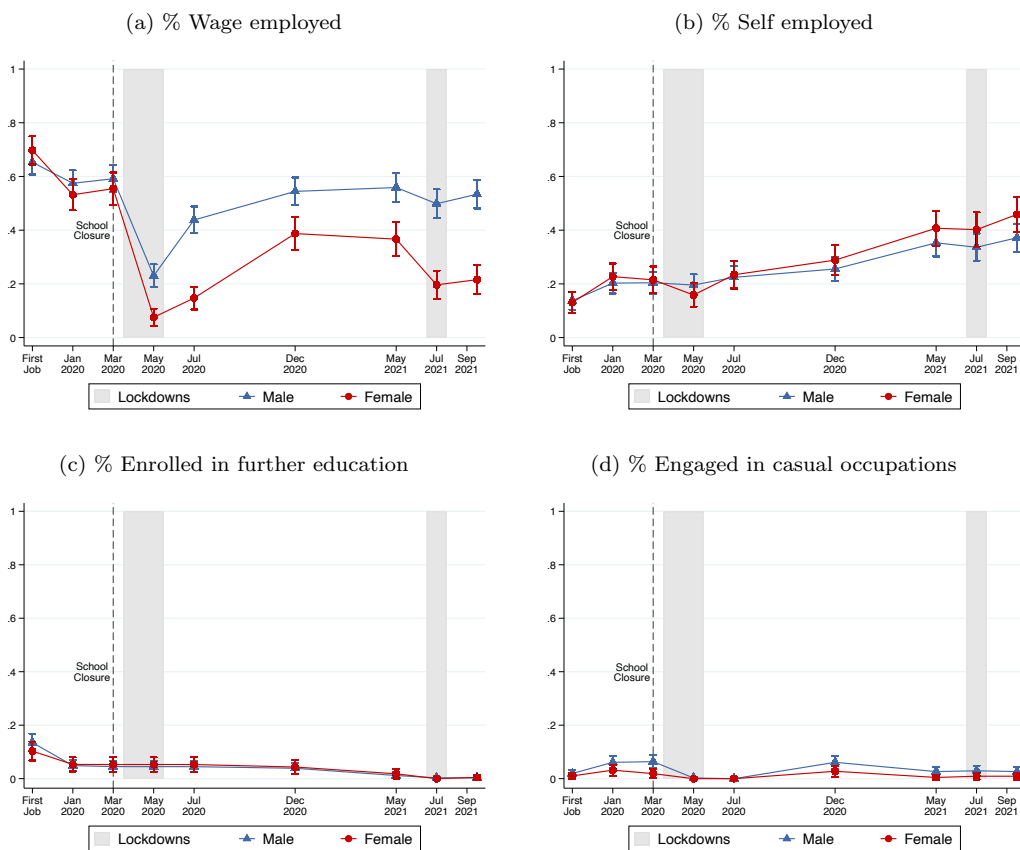 (a) % Wage employed
1
.8
.6
.4
.2
0
School
Closure
First Jan Mar May Jul Dec May Jul Sep
Job 2020 2020 2020 2020 2020 2021 2021 2021
Lockdowns Male Female
(b) % Self employed
1
.8
.6
.4
.2
0
School
Closure
First Jan Mar May Jul Dec May Jul Sep
Job 2020 2020 2020 2020 2020 2021 2021 2021
Lockdowns Male Female
(c) % Enrolled in further education
1
.8
.6
.4
.2
0
School
Closure
First Jan Mar May Jul Dec May Jul Sep
Job 2020 2020 2020 2020 2020 2021 2021 2021
Lockdowns Male Female
(d) % Engaged in casual occupations
1
.8
.6
.4
.2
0
School
Closure
First Jan Mar May Jul Dec May Jul Sep
Job 2020 2020 2020 2020 2020 2021 2021 2021
Lockdowns Male Female